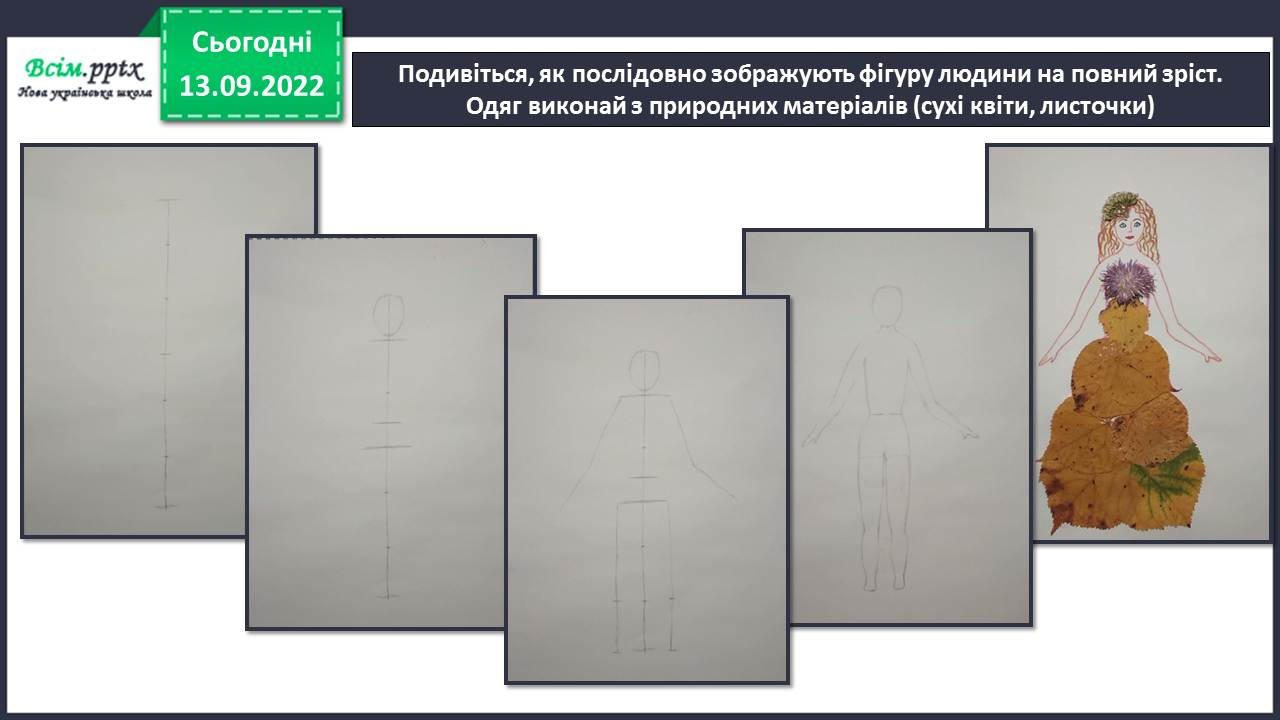 Всім.pptx
Нова українська школа
Сьогодні
13.09.2022
Подивіться, як послідовно зображують фігуру людини на повний зріст.
Одяг виконай з природних матеріалів (сухі квіти, листочки)